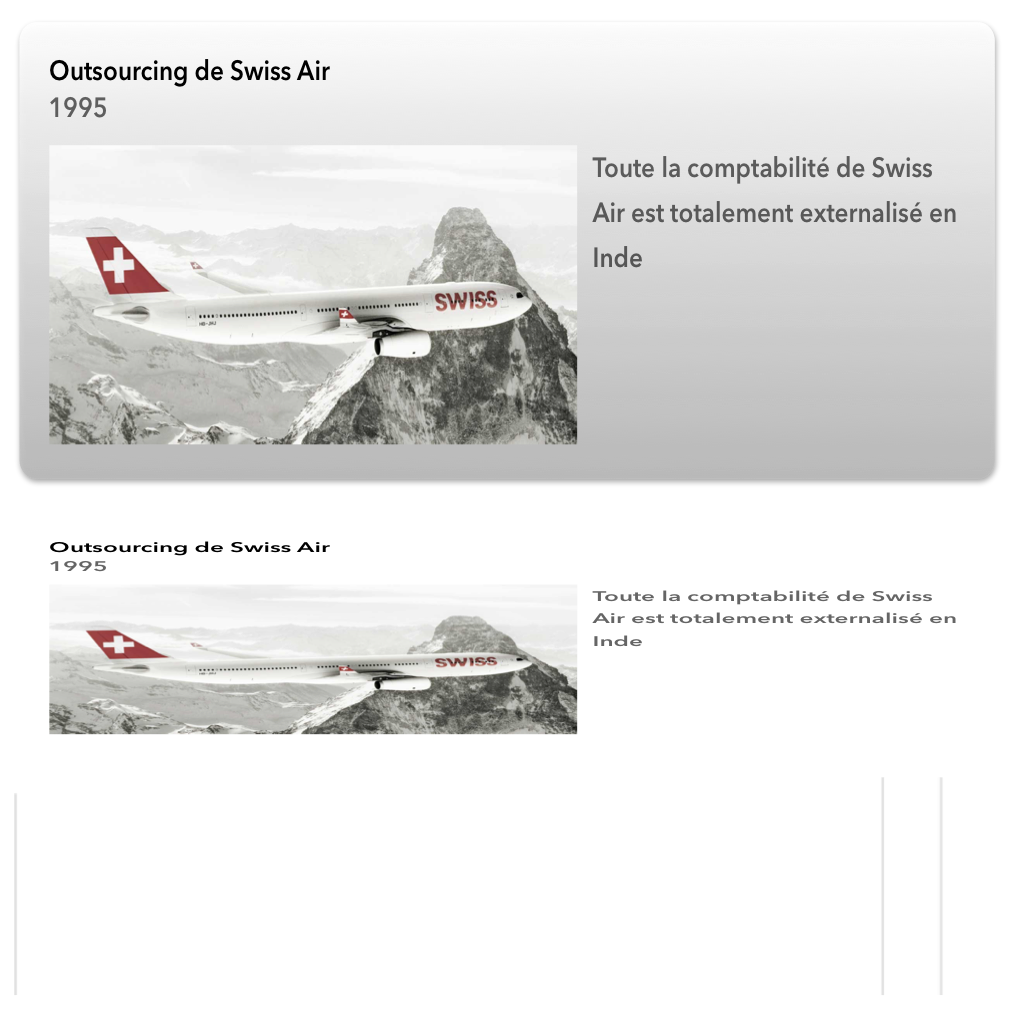 Outsourcing de Swiss Air
1995
Toute la comptabilité de Swiss
Air est totalement externalisé en
Inde
SWISS
Outsourcing de Swiss Air
1995
Toute la comptabilité de Swiss
Air est totalement externalisé en
Inde
SWISS